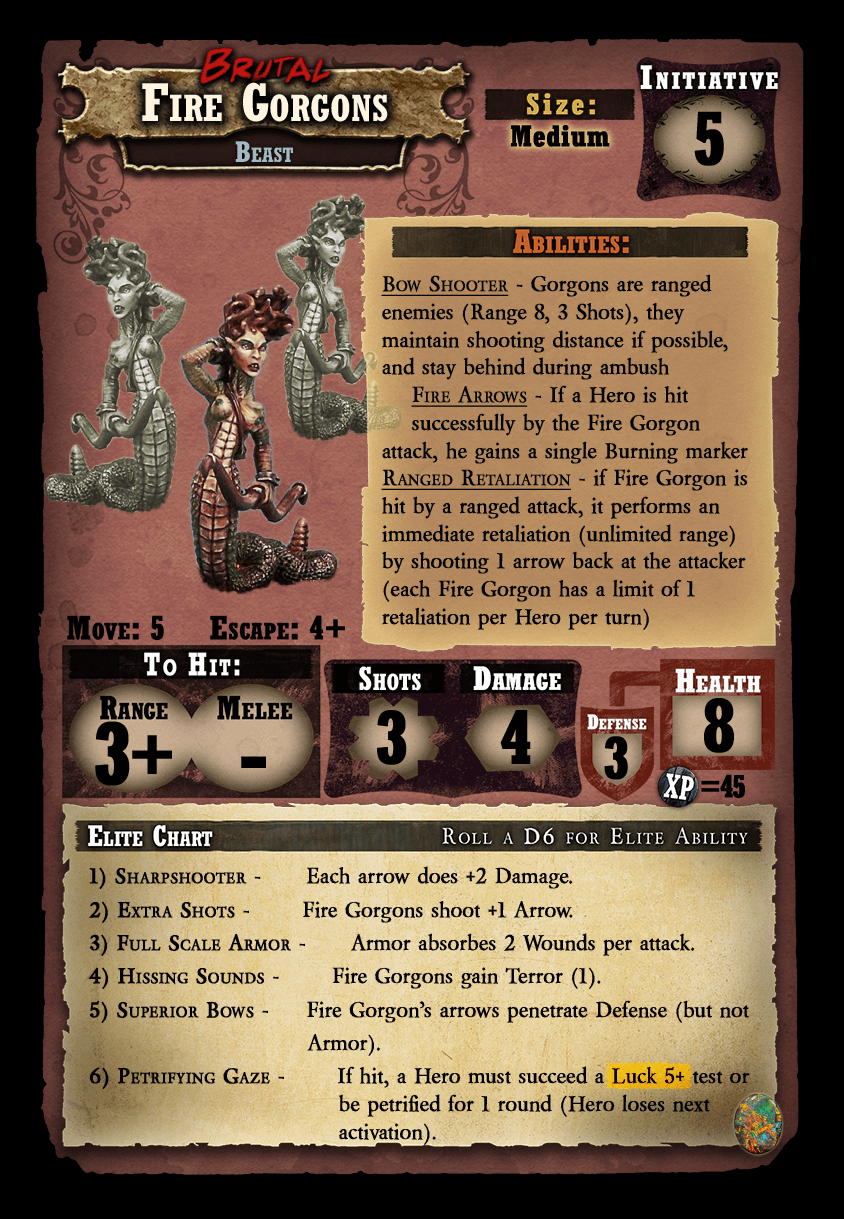 Brutal
Fire Gorgons
Beast
Size:
Medium
Initiative
5
Abilities:
Bow Shooter - Gorgons are ranged
enemies (Range 8, 3 Shots), they
maintain shooting distance if possible,
and stay behind during ambush
Fire Arrows - If a Hero is hit
successfully by the Fire Gorgon
attack, he gains a single Burning marker
Ranged Retaliation - if Fire Gorgon is
hit by a ranged attack, it performs an
immediate retaliation (unlimited range)
by shooting 1 arrow back at the attacker
(each Fire Gorgon has a limit of 1
retaliation per Hero per turn)
Move: 5 Escape: 4+
To Hit:
Range Melee
3+ -
Shots
3
Damage
4
Defense
3
Health
8
XP =45
Elite Chart Roll a D6 for Elite Ability
1) Sharpshooter - Each arrow does +2 Damage.
2) Extra Shots - Fire Gorgons shoot +1 Arrow.
3) Full Scale Armor - Armor absorbes 2 Wounds per attack.
4) Hissing Sounds - Fire Gorgons gain Terror (1).
5) Superior Bows - Fire Gorgon's arrows penetrate Defense (but not
Armor).
6) Petrifying Gaze - If hit, a Hero must succeed a Luck 5+ test or
be petrified for 1 round (Hero loses next
activation).